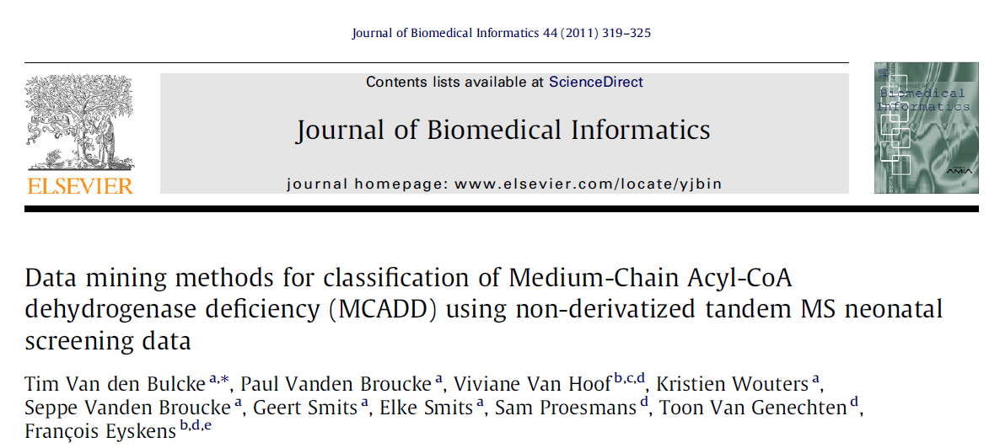 Journal of Biomedical Informatics 44 (2011) 319–325
Contents lists available at ScienceDirect
Journal of Biomedical Informatics
journal homepage: www.elsevier.com/locate/yjbin
ELSEVIER
Journal of
Biomedical
Informatics
AMIA
Data mining methods for classification of Medium-Chain Acyl-CoA
dehydrogenase deficiency (MCADD) using non-derivatized tandem MS neonatal
screening data
Tim Van den Bulcke a,*, Paul Vanden Broucke a, Viviane Van Hoof b,c,d, Kristien Wouters a,
Seppe Vanden Broucke a, Geert Smits a, Elke Smits a, Sam Proesmans d, Toon Van Genechten d,
François Eyskens b,d,e